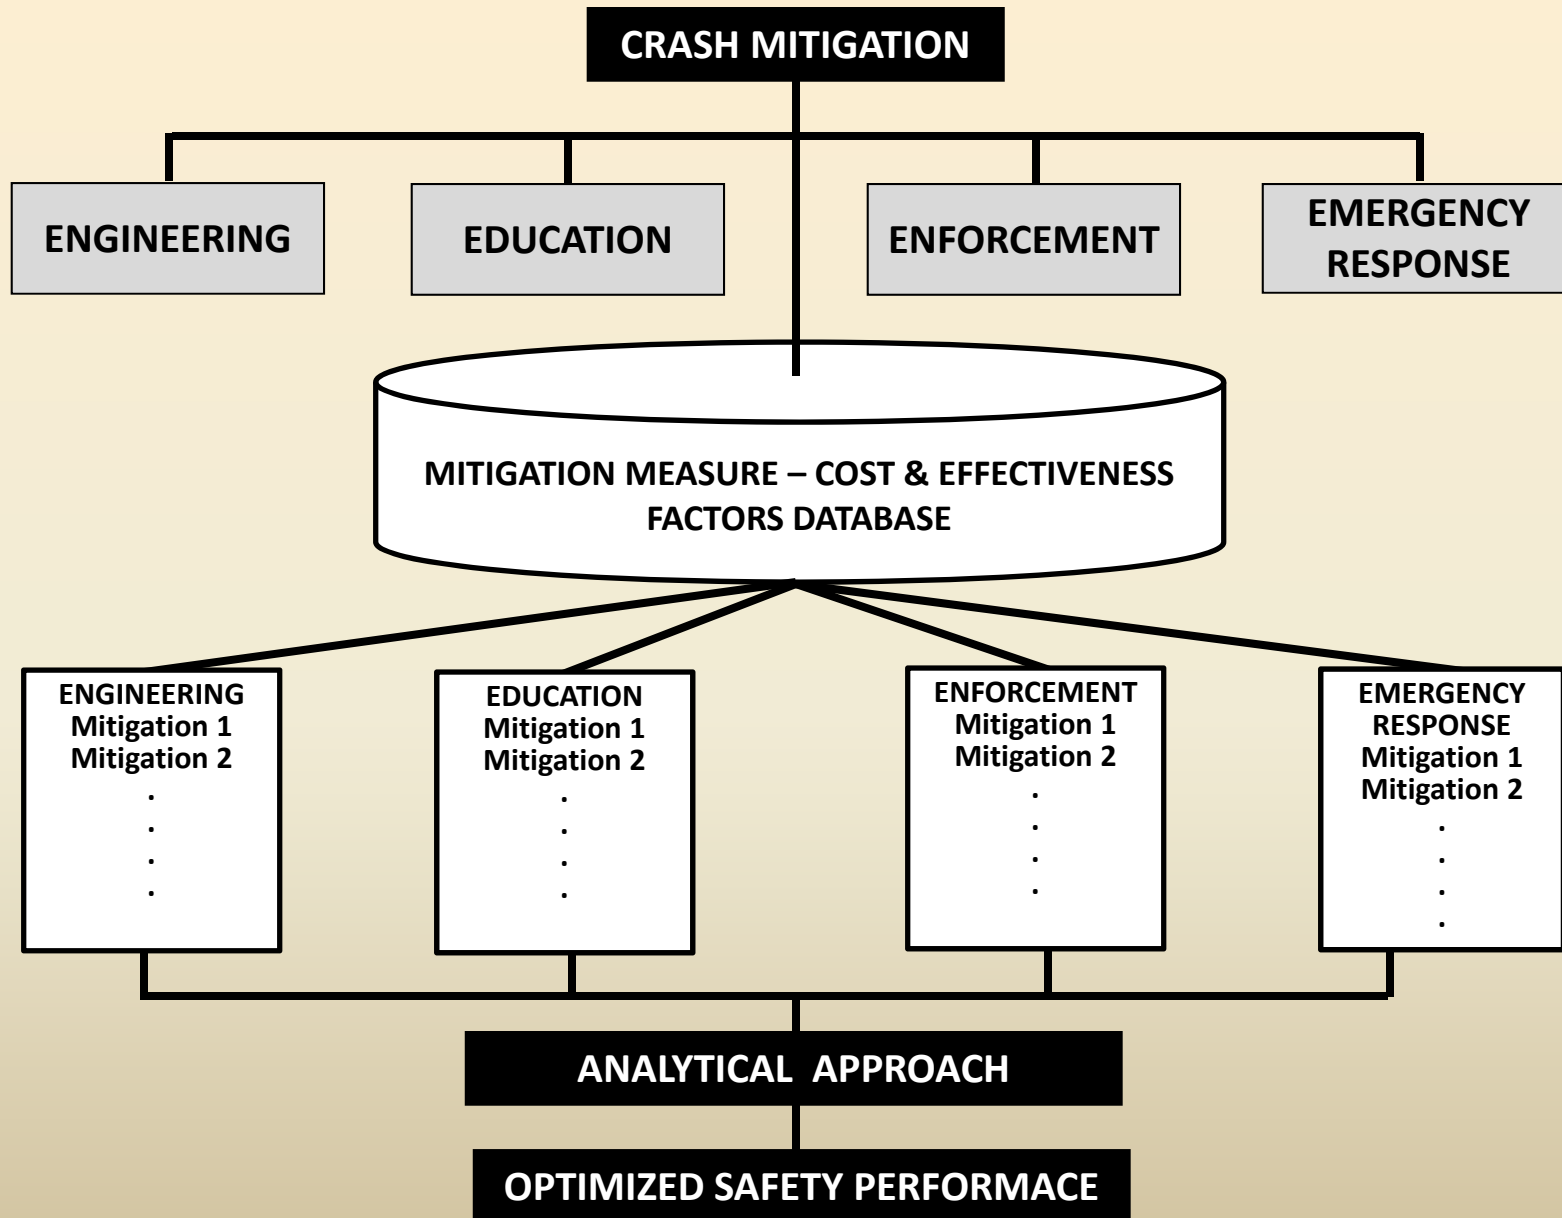 CRASH MITIGATION
ENGINEERING
EDUCATION
ENFORCEMENT
EMERGENCY
RESPONSE
MITIGATION MEASURE – COST & EFFECTIVENESS
FACTORS DATABASE
ENGINEERING
Mitigation 1
Mitigation 2
.
.
.
.
EDUCATION
Mitigation 1
Mitigation 2
.
.
.
.
ENFORCEMENT
Mitigation 1
Mitigation 2
.
.
.
.
EMERGENCY
RESPONSE
Mitigation 1
Mitigation 2
.
.
.
.
ANALYTICAL  APPROACH
OPTIMIZED SAFETY PERFORMACE